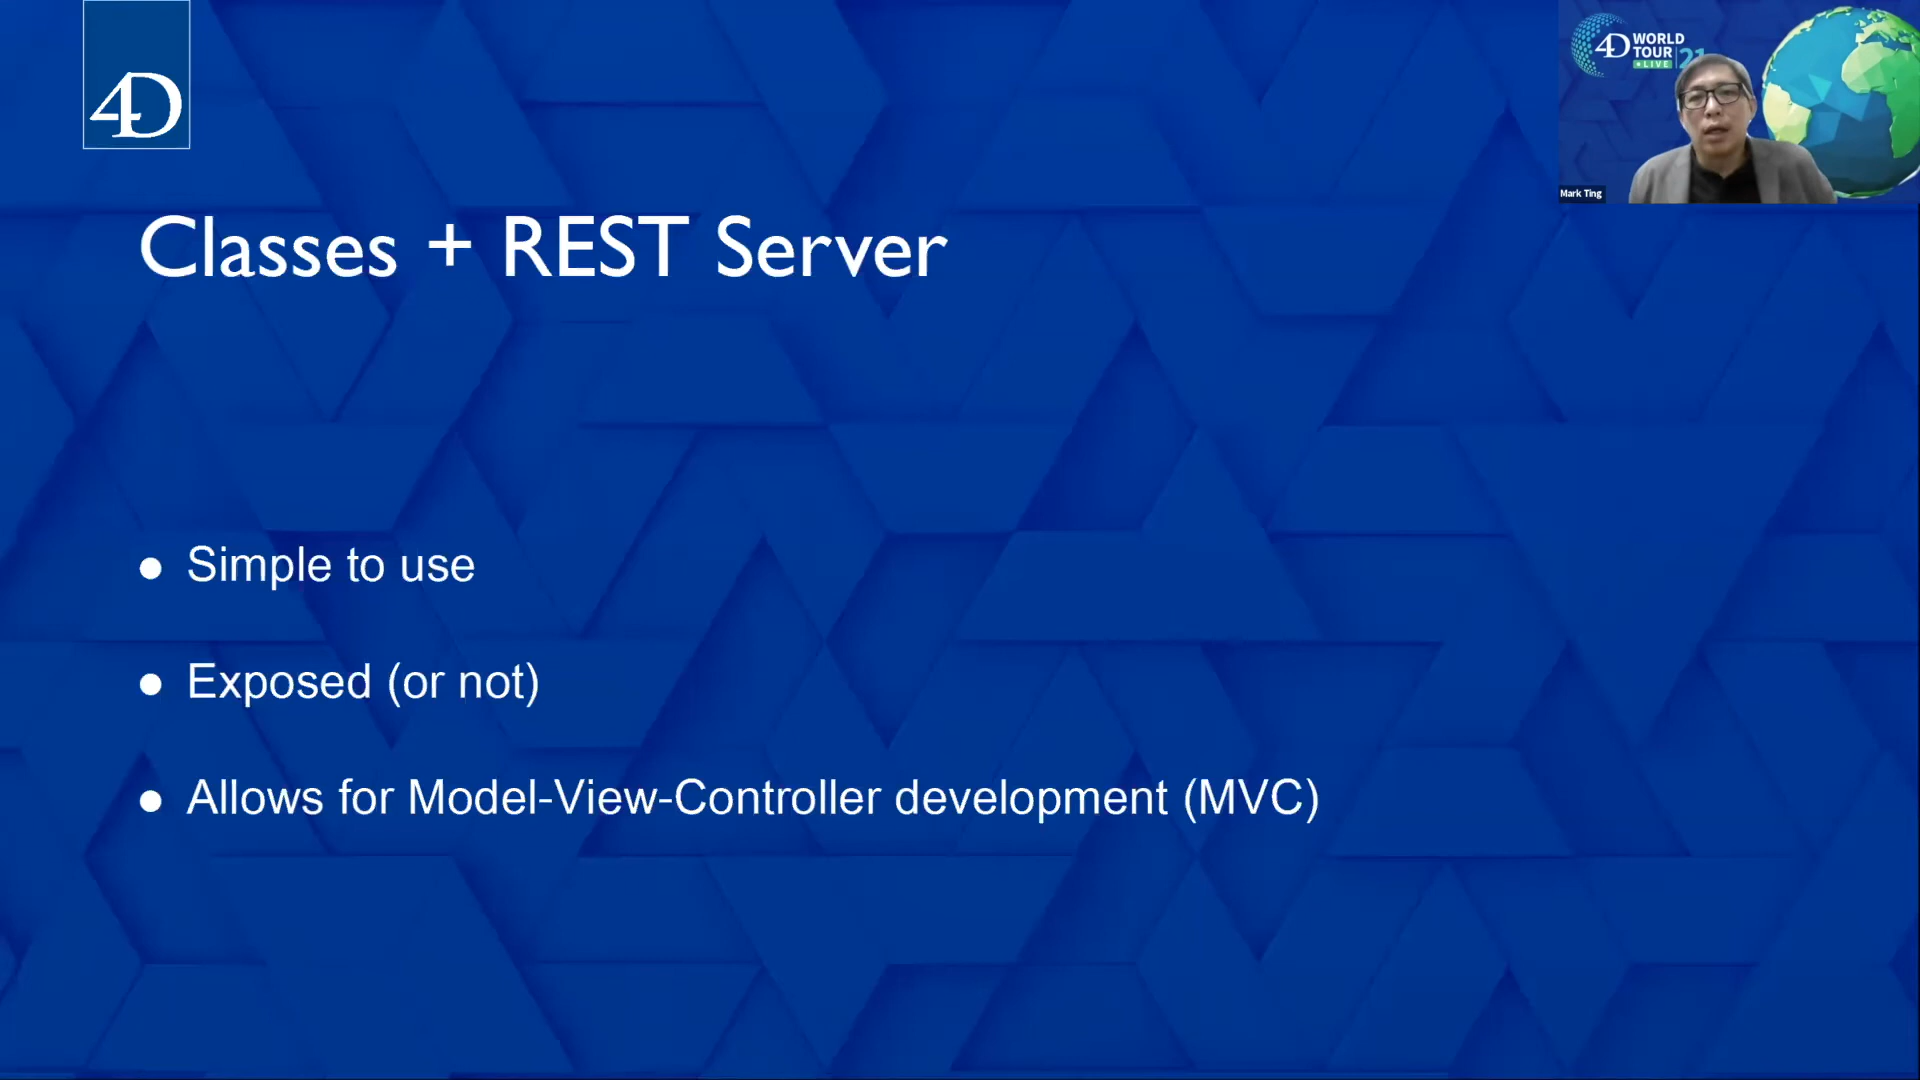 4D
4D WORLD
TOUR 21
LIVE
Mark Ting
Classes + REST Server
● Simple to use
● Exposed (or not)
● Allows for Model-View-Controller development (MVC)